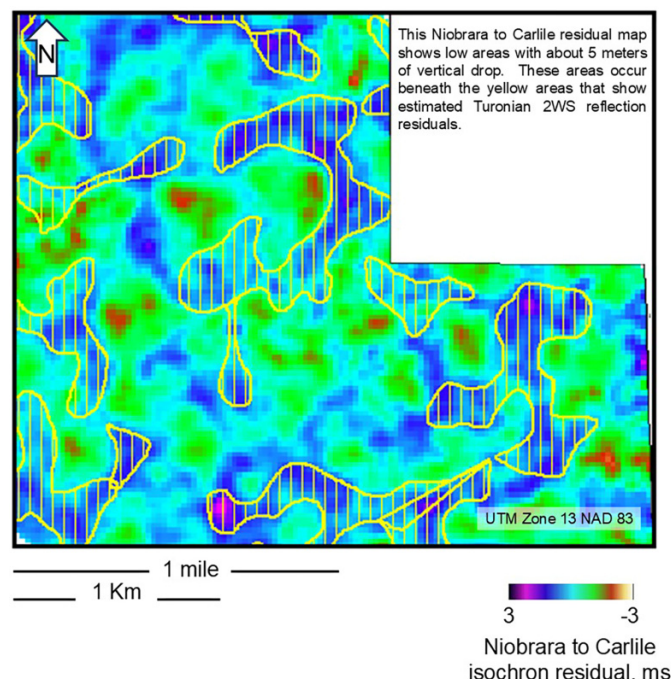 N
This Niobrara to Carlile residual map
shows low areas with about 5 meters
of vertical drop. These areas occur
beneath the yellow areas that show
estimated Turonian 2WS reflection
residuals.
UTM Zone 13 NAD 83
1 mile
1 Km
3 -3
Niobrara to Carlile
isochron residual, ms